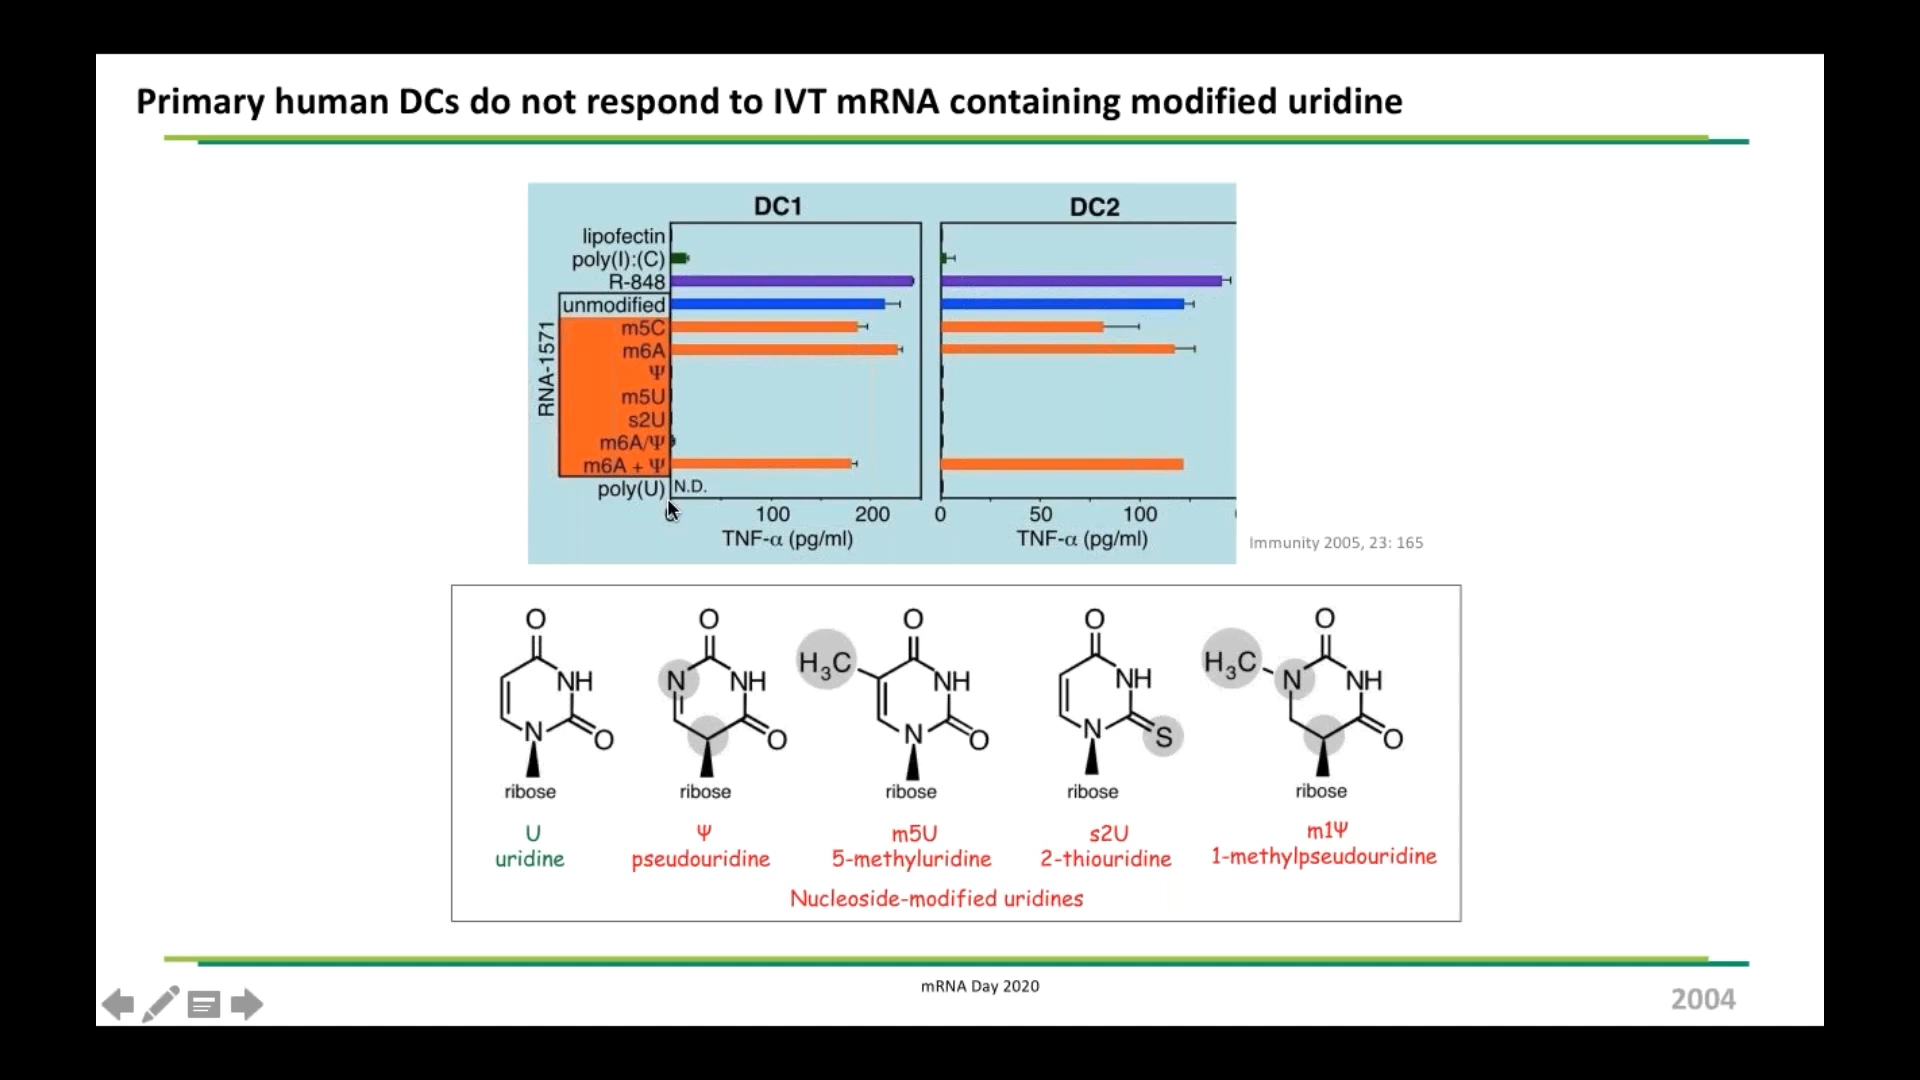 Primary human DCs do not respond to IVT mRNA containing modified uridine
DC1
DC2
lipofectin
poly(I):(C)
R-848
unmodified
m5C
m6A
Ψ
m5U
s2U
m6A/Ψ
m6A + Ψ
poly(U)
RNA-1571
N.D.
100 200
0 50 100
TNF-α (pg/ml)
TNF-α (pg/ml)
Immunity 2005, 23: 165
O
NH
N
O
ribose
U
uridine
O
N
NH
O
ribose
Ψ
pseudouridine
O
H₃C
NH
N
O
ribose
m5U
5-methyluridine
O
NH
N
S
ribose
s2U
2-thiouridine
O
H₃C
N
NH
O
ribose
m1Ψ
1-methylpseudouridine
Nucleoside-modified uridines
mRNA Day 2020
2004